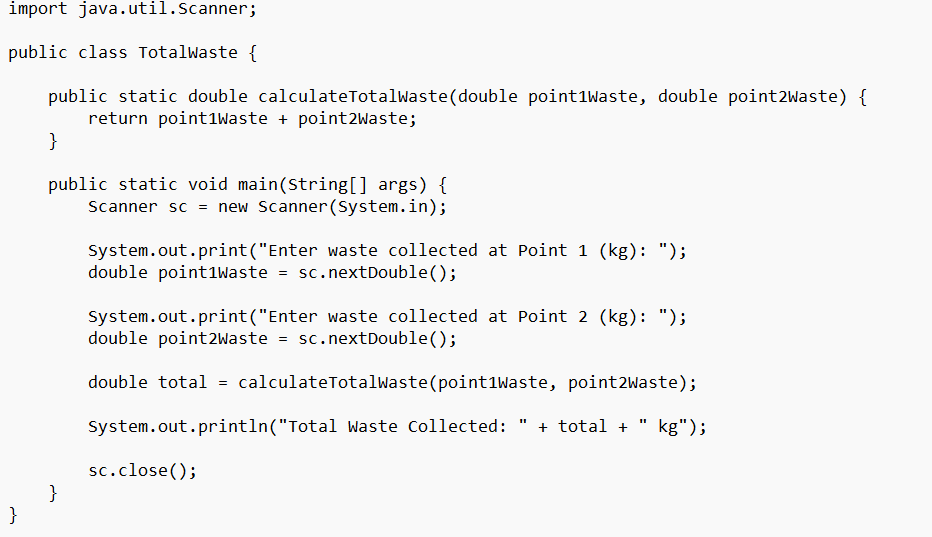 import java.util.Scanner;
public class TotalWaste {
public static double calculateTotalWaste(double point1Waste, double point2Waste) {
return point1Waste + point2Waste;
}
public static void main(String[] args) {
Scanner sc = new Scanner(System.in);
System.out.print("Enter waste collected at Point 1 (kg): ");
double point1Waste = sc.nextDouble();
System.out.print("Enter waste collected at Point 2 (kg): ");
double point2Waste = sc.nextDouble();
double total = calculateTotalWaste(point1Waste, point2Waste);
System.out.println("Total Waste Collected: " + total + " kg");
sc.close();
}
}